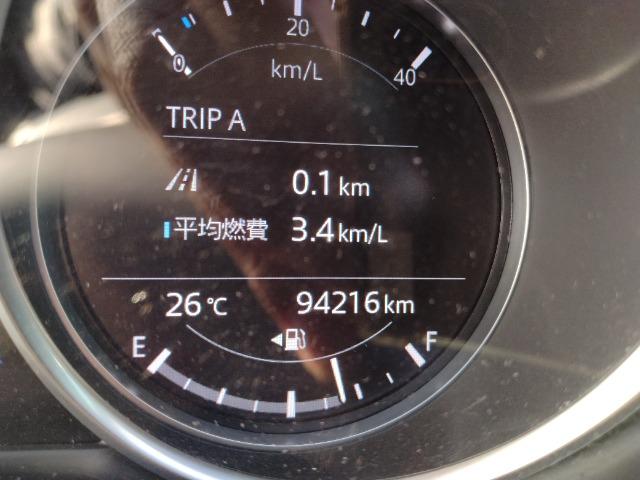 20
0 km/L 40
TRIP A
0.1 km
平均燃費 3.4 km/L
26℃ 94216 km
E F